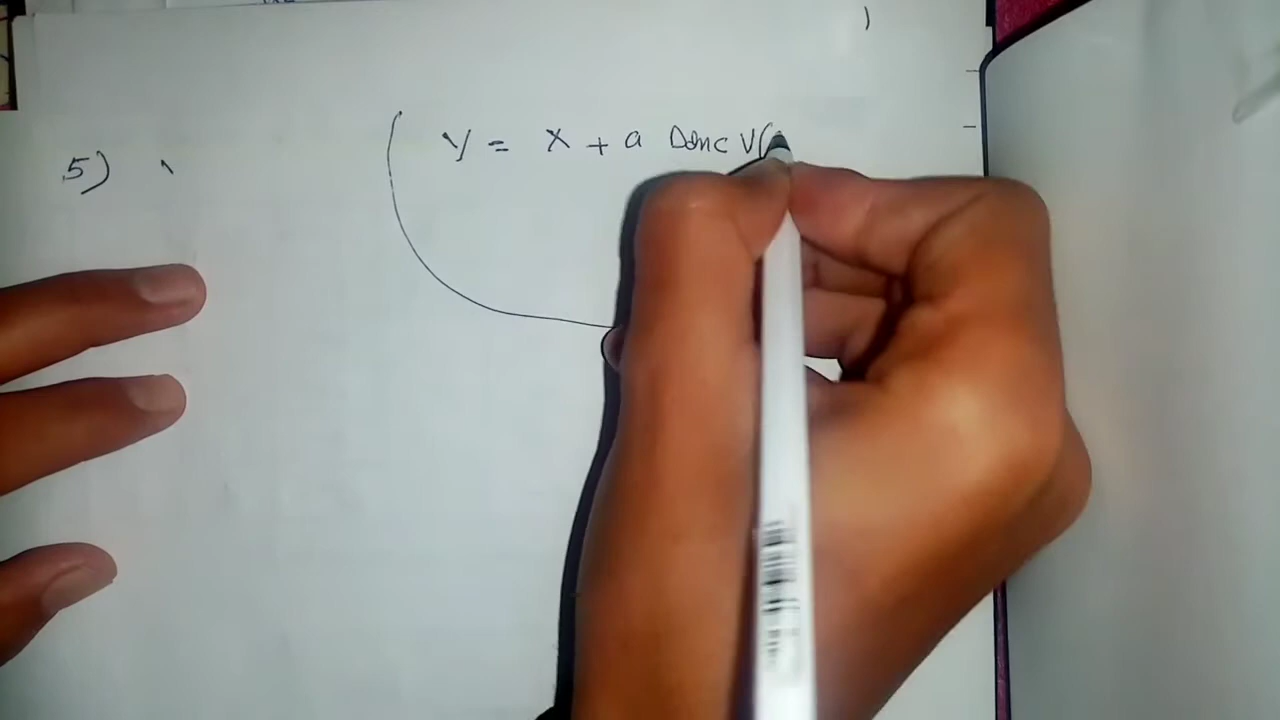 Y = X + a Donc V(
5)